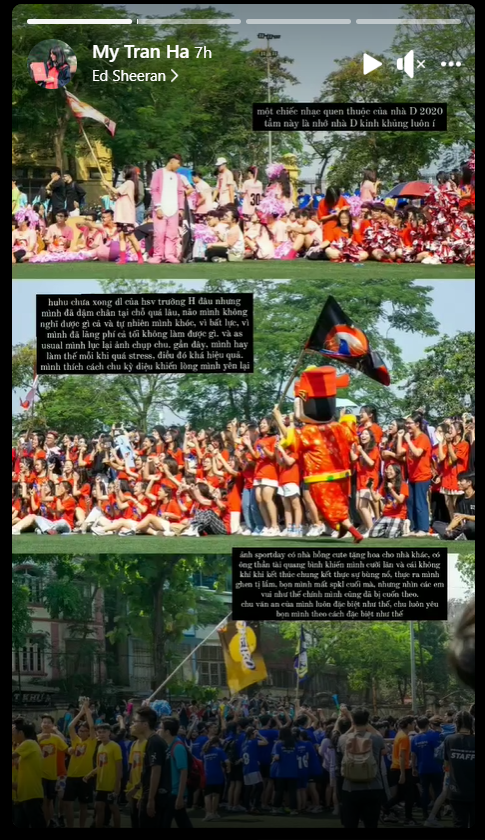 My Tran Ha 7h
Ed Sheeran
một chiếc nhạc quen thuộc của nhà D 2020
tấm này là nhớ nhà D kinh khủng luôn í
huhu chưa xong dl của hsv trường H đâu nhưng
mình đã dậm chân tại chỗ quá lâu, não mình không
nghĩ được gì cả và tự nhiên mình khóc, vì bất lực, vì
mình đã lãng phí cả tối không làm được gì. và as
usual mình lục lại ảnh chụp chu. gần đây, mình hay
làm thế mỗi khi quá stress. điều đó khá hiệu quả.
mình thích cách chu kỳ diệu khiến lòng mình yên lại
ảnh sportday có nhà hồng cute tặng hoa cho nhà khác, có
ông thần tài quang bình khiến mình cười lăn và cái không
khí khi kết thúc chung kết thực sự bùng nổ, thực ra mình
ghen tị lắm, bọn mình mất spkl cuối mà, nhưng nhìn các em
vui như thế chính mình cũng đã bị cuốn theo.
chu văn an của mình luôn đặc biệt như thế, chu luôn yêu
bọn mình theo cách đặc biệt như thế
STAFF